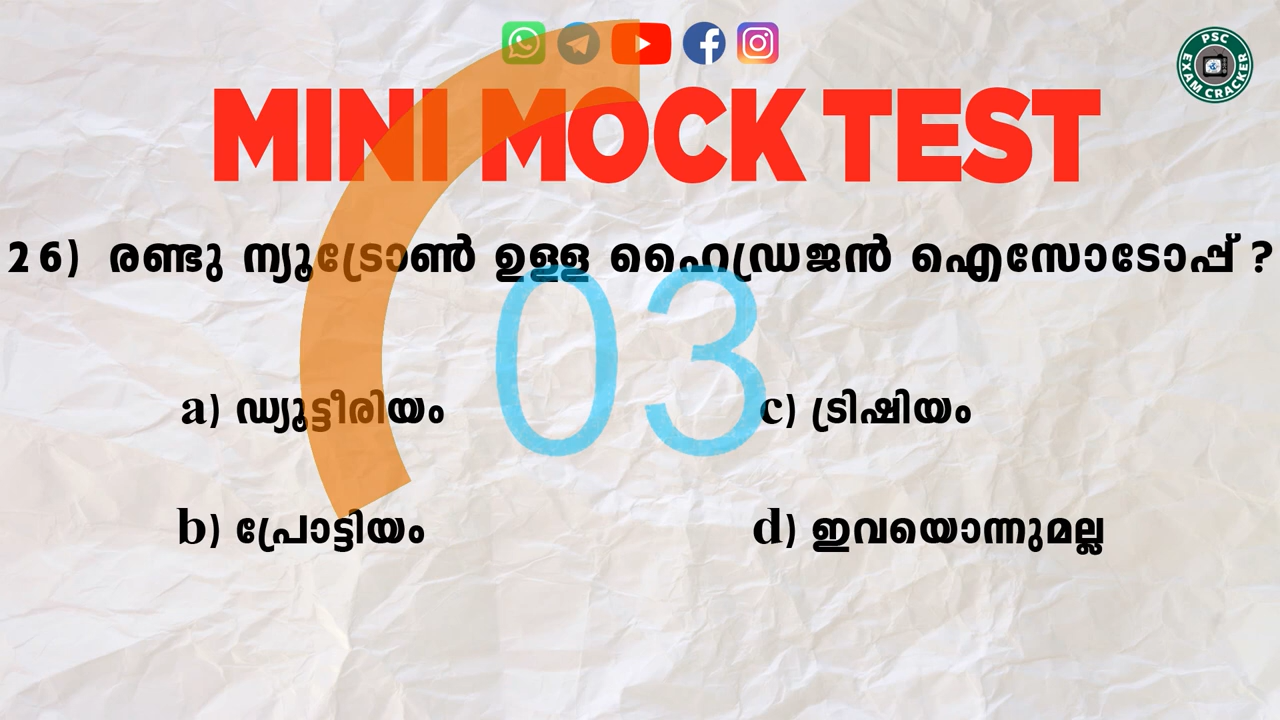 PSC EXAM CRACKER
MINI MOCK TEST
26) രണ്ടു ന്യൂട്രോൺ ഉള്ള ഹൈഡ്രജൻ ഐസോടോപ്പ് ?
03
a) ഡ്യൂട്ടീരിയം
c) ട്രിഷിയം
b) പ്രോട്ടിയം
d) ഇവയൊന്നുമല്ല